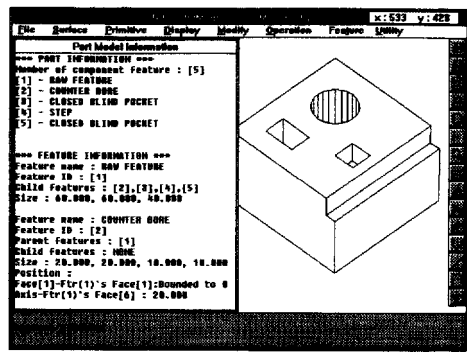 x:533 y:428
File Surface Primitive Display Modify Operation Feature Utility
Part Model Information
*** PART INFORMATION ***
Number of component feature : [5]
[1] - RAW FEATURE
[2] - COUNTER BORE
[3] - CLOSED BLIND POCKET
[4] - STEP
[5] - CLOSED BLIND POCKET
*** FEATURE INFORMATION ***
Feature name : RAW FEATURE
Feature ID : [1]
Child features : [2],[3],[4],[5]
Size : 60.000, 60.000, 40.000
Feature name : COUNTER BORE
Feature ID : [2]
Parent features : [1]
Child features : NONE
Size : 20.000, 20.000, 10.000, 10.000
Position :
Face[1]-Ftr(1)'s Face[1]:Bounded to 0
Axis-Ftr(1)'s Face[6] : 20.000